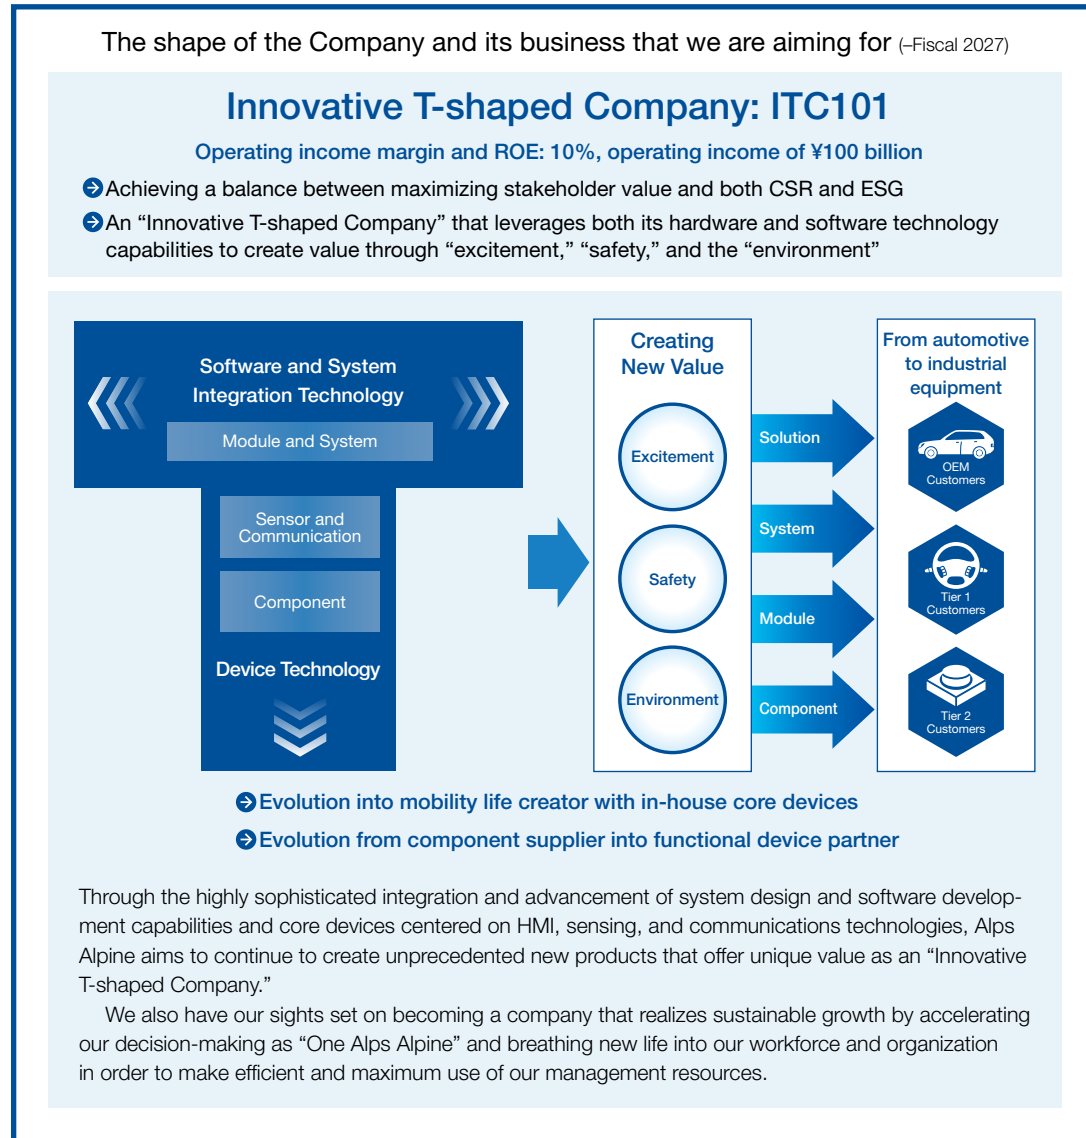 The shape of the Company and its business that we are aiming for (–Fiscal 2027)
Innovative T-shaped Company: ITC101
Operating income margin and ROE: 10%, operating income of ¥100 billion
Achieving a balance between maximizing stakeholder value and both CSR and ESG
An “Innovative T-shaped Company” that leverages both its hardware and software technology
capabilities to create value through “excitement,” “safety,” and the “environment”
Software and System
Integration Technology
Module and System
Sensor and
Communication
Component
Device Technology
Creating
New Value
Excitement
Safety
Environment
Solution
System
Module
Component
From automotive
to industrial
equipment
OEM
Customers
Tier 1
Customers
Tier 2
Customers
Evolution into mobility life creator with in-house core devices
Evolution from component supplier into functional device partner
Through the highly sophisticated integration and advancement of system design and software develop-
ment capabilities and core devices centered on HMI, sensing, and communications technologies, Alps
Alpine aims to continue to create unprecedented new products that offer unique value as an “Innovative
T-shaped Company.”
We also have our sights set on becoming a company that realizes sustainable growth by accelerating
our decision-making as “One Alps Alpine” and breathing new life into our workforce and organization
in order to make efficient and maximum use of our management resources.